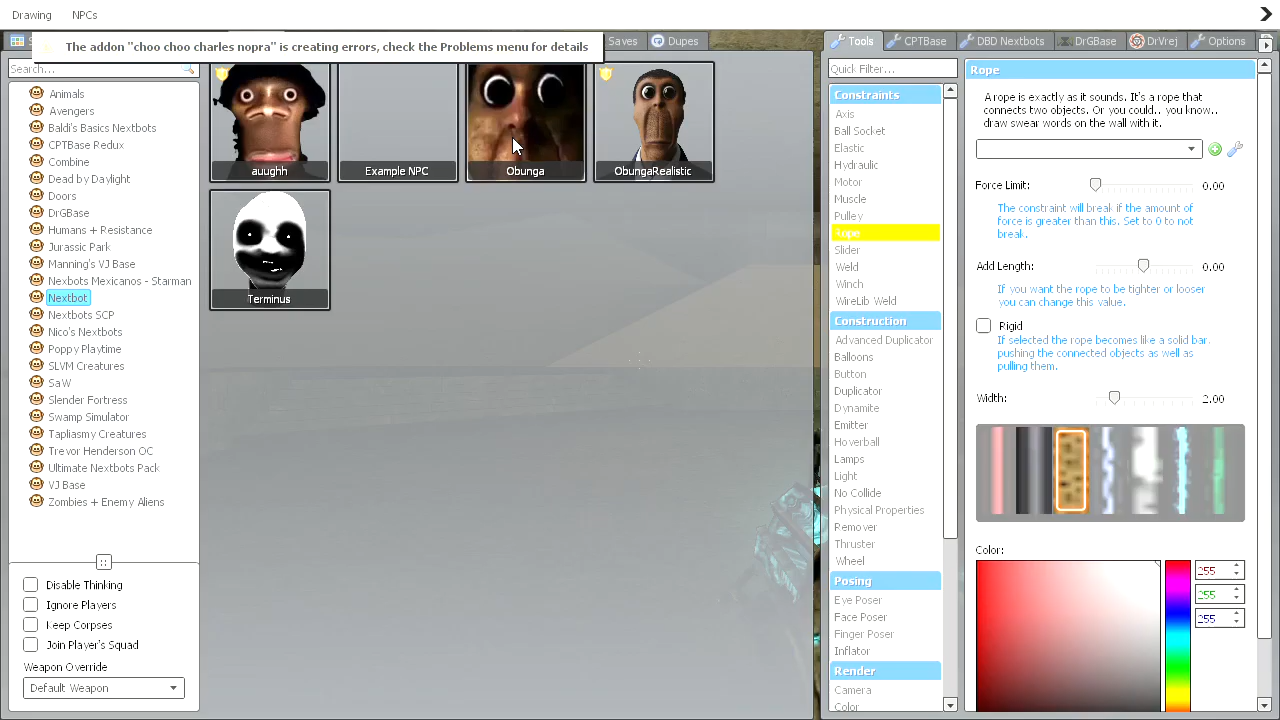 Drawing NPCs
The addon "choo choo charles nopra" is creating errors, check the Problems menu for details
Saves Dupes
Search...
Animals
Avengers
Baldi's Basics Nextbots
CPTBase Redux
Combine
Dead by Daylight
Doors
DrGBase
Humans + Resistance
Jurassic Park
Manning's VJ Base
Nexbots Mexicanos - Starman
Nextbot
Nextbots SCP
Nico's Nextbots
Poppy Playtime
SLVM Creatures
SaW
Slender Fortress
Swamp Simulator
Tapliasmy Creatures
Trevor Henderson OC
Ultimate Nextbots Pack
VJ Base
Zombies + Enemy Aliens
Disable Thinking
Ignore Players
Keep Corpses
Join Player's Squad
Weapon Override
Default Weapon
auughh
Example NPC
Obunga
ObungaRealistic
Terminus
Tools CPTBase DBD Nextbots DrGBase DrVrej Options
Quick Filter...
Constraints
Axis
Ball Socket
Elastic
Hydraulic
Motor
Muscle
Pulley
Rope
Slider
Weld
Winch
WireLib Weld
Construction
Advanced Duplicator
Balloons
Button
Duplicator
Dynamite
Emitter
Hoverball
Lamps
Light
No Collide
Physical Properties
Remover
Thruster
Wheel
Posing
Eye Poser
Face Poser
Finger Poser
Inflator
Render
Camera
Color
Rope
A rope is exactly as it sounds. It's a rope that
connects two objects. Or you could.. you know..
draw swear words on the wall with it.
Force Limit: 0.00
The constraint will break if the amount of
force is greater than this. Set to 0 to not
break.
Add Length: 0.00
If you want the rope to be tighter or looser
you can change this value.
Rigid
If selected the rope becomes like a solid bar,
pushing the connected objects as well as
pulling them.
Width: 2.00
Color:
255
255
255